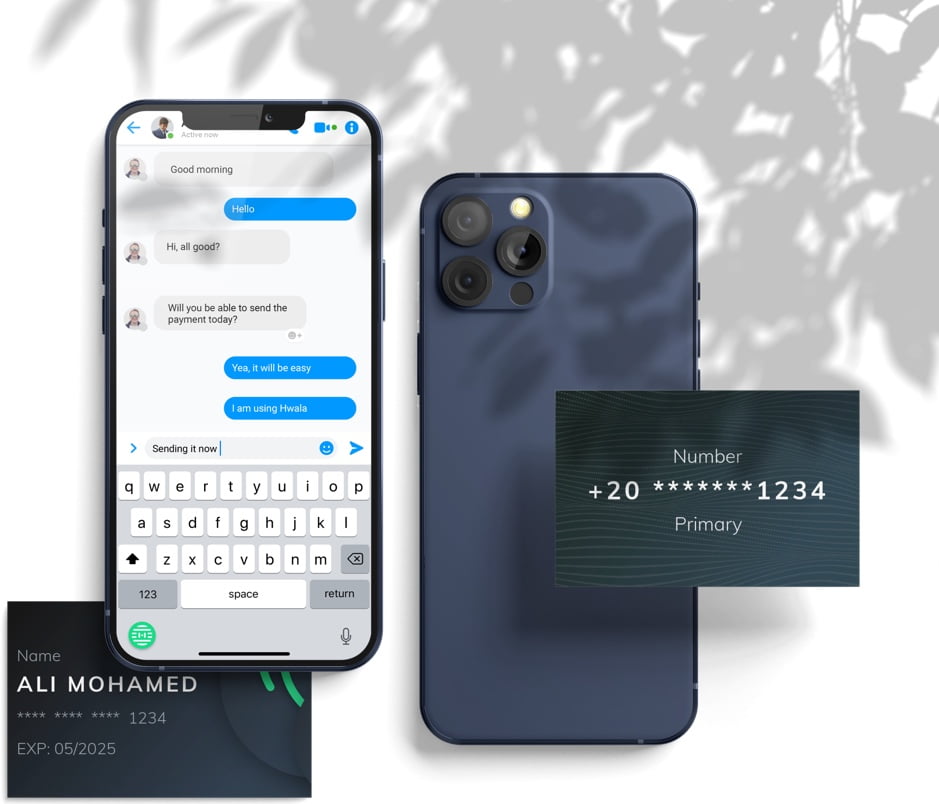 Active now
Good morning
Hello
Hi, all good?
Will you be able to send the
payment today?
Yea, it will be easy
I am using Hwala
Sending it now
q w e r t y u i o p
a s d f g h j k l
z x c v b n m
123 space return
Number
+20 *******1234
Primary
Name
ALI MOHAMED
**** **** **** 1234
EXP: 05/2025